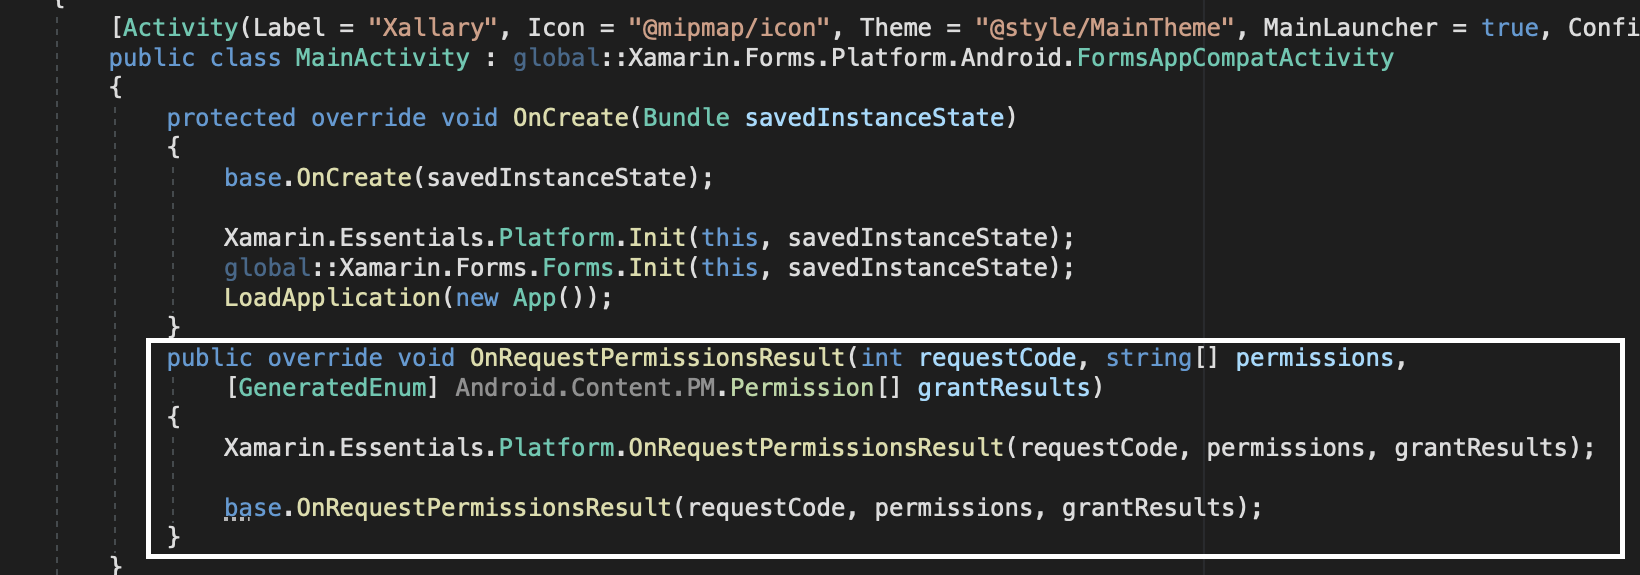 {
[Activity(Label = "Xallary", Icon = "@mipmap/icon", Theme = "@style/MainTheme", MainLauncher = true, Confi
public class MainActivity : global::Xamarin.Forms.Platform.Android.FormsAppCompatActivity
{
protected override void OnCreate(Bundle savedInstanceState)
{
base.OnCreate(savedInstanceState);
Xamarin.Essentials.Platform.Init(this, savedInstanceState);
global::Xamarin.Forms.Forms.Init(this, savedInstanceState);
LoadApplication(new App());
}
public override void OnRequestPermissionsResult(int requestCode, string[] permissions,
[GeneratedEnum] Android.Content.PM.Permission[] grantResults)
{
Xamarin.Essentials.Platform.OnRequestPermissionsResult(requestCode, permissions, grantResults);
base.OnRequestPermissionsResult(requestCode, permissions, grantResults);
}
}